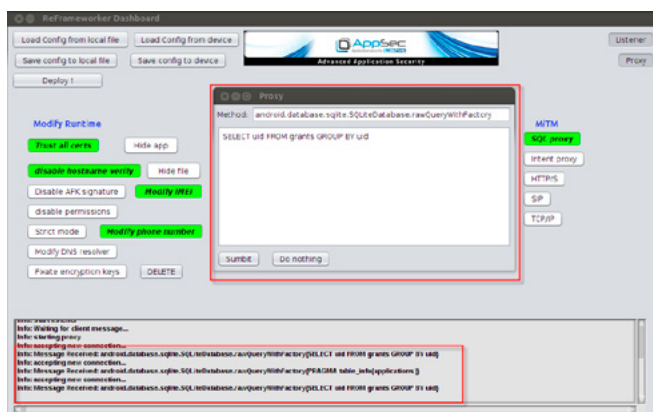 ReFrameworker Dashboard
Load Config from local file
Load Config from device
Save config to local file
Save config to device
Deploy !
AppSec
Advanced Application Security
Listener
Proxy
Modify Runtime
Trust all certs
Hide app
disable hostname verify
Hide file
Disable APK signature
Modify IMEI
disable permissions
Strict mode
Modify phone number
Modify DNS resolver
Fixate encryption keys
DELETE
Proxy
Method: android.database.sqlite.SQLiteDatabase.rawQueryWithFactory
SELECT uid FROM grants GROUP BY uid
Sumbit
Do nothing
MiTM
SQL proxy
Intent proxy
HTTP/S
SIP
TCP/IP
Info: Waiting for client message...
Info: starting proxy
Info: accepting new connection...
Info: Message Received: android.database.sqlite.SQLiteDatabase.rawQueryWithFactory(SELECT uid FROM grants GROUP BY uid)
Info: accepting new connection...
Info: Message Received: android.database.sqlite.SQLiteDatabase.rawQueryWithFactory(PRAGMA table_info(applications ))
Info: accepting new connection...
Info: Message Received: android.database.sqlite.SQLiteDatabase.rawQueryWithFactory(SELECT uid FROM grants GROUP BY uid)